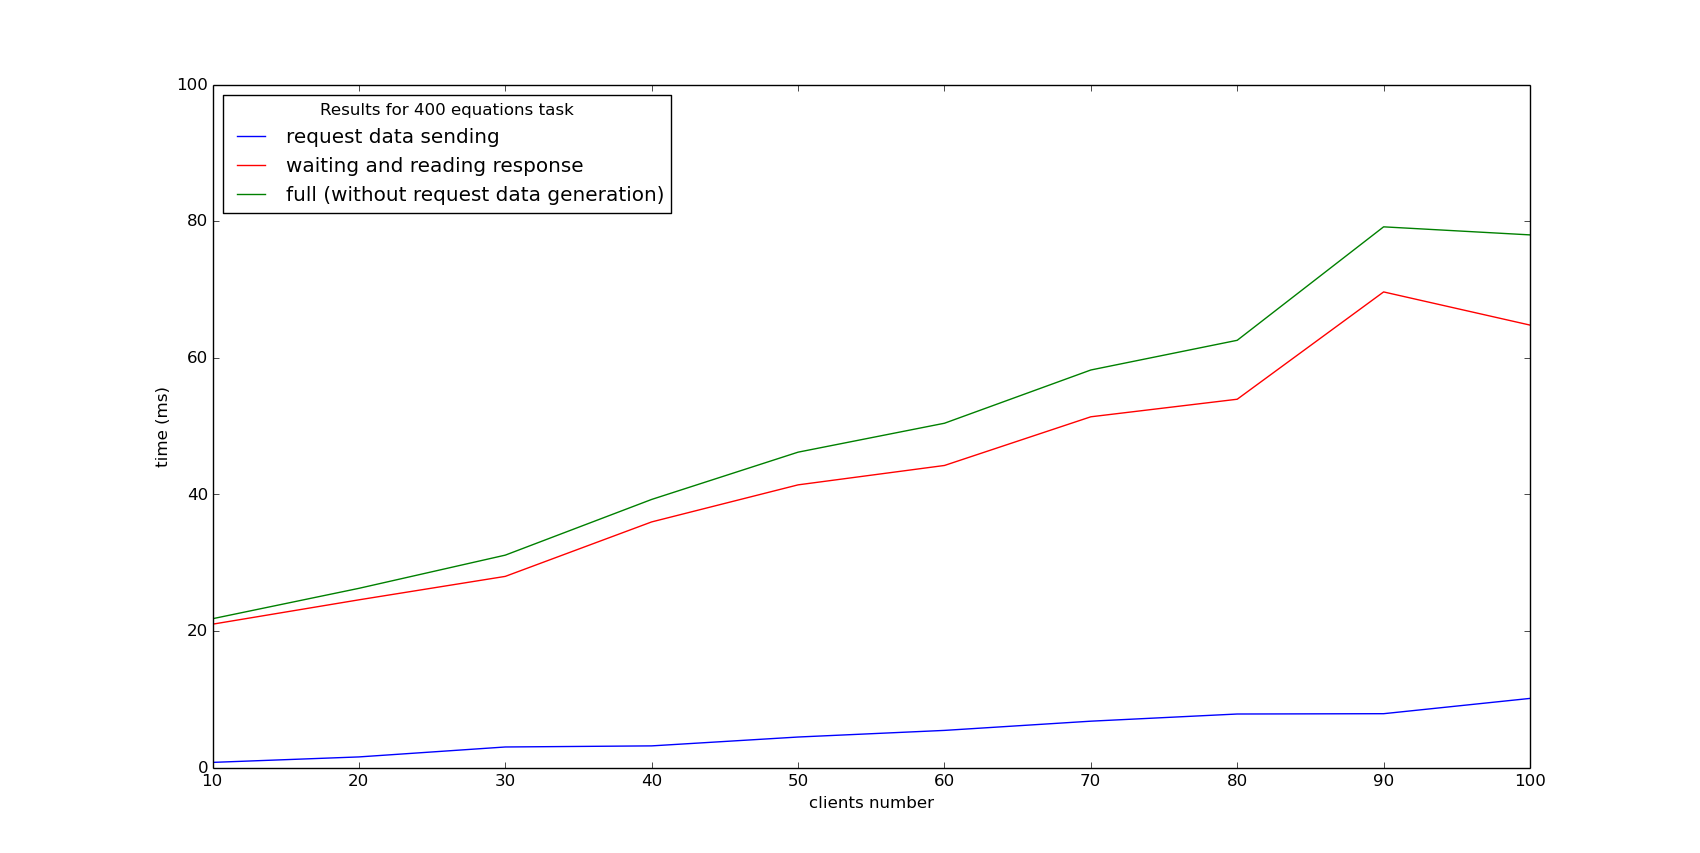 Results for 400 equations task
request data sending
waiting and reading response
full (without request data generation)
100
80
60
40
20
0
time (ms)
10 20 30 40 50 60 70 80 90 100
clients number